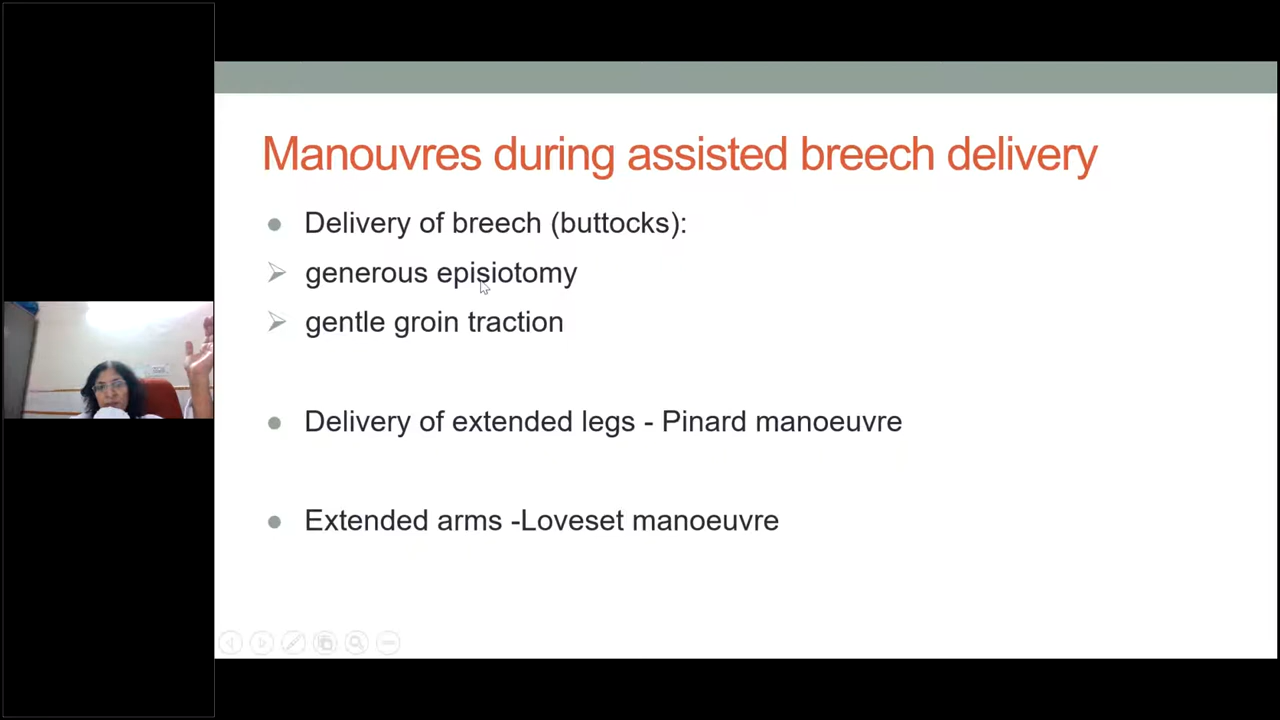 Manouvres during assisted breech delivery
Delivery of breech (buttocks):
generous episiotomy
gentle groin traction
Delivery of extended legs - Pinard manoeuvre
Extended arms -Loveset manoeuvre